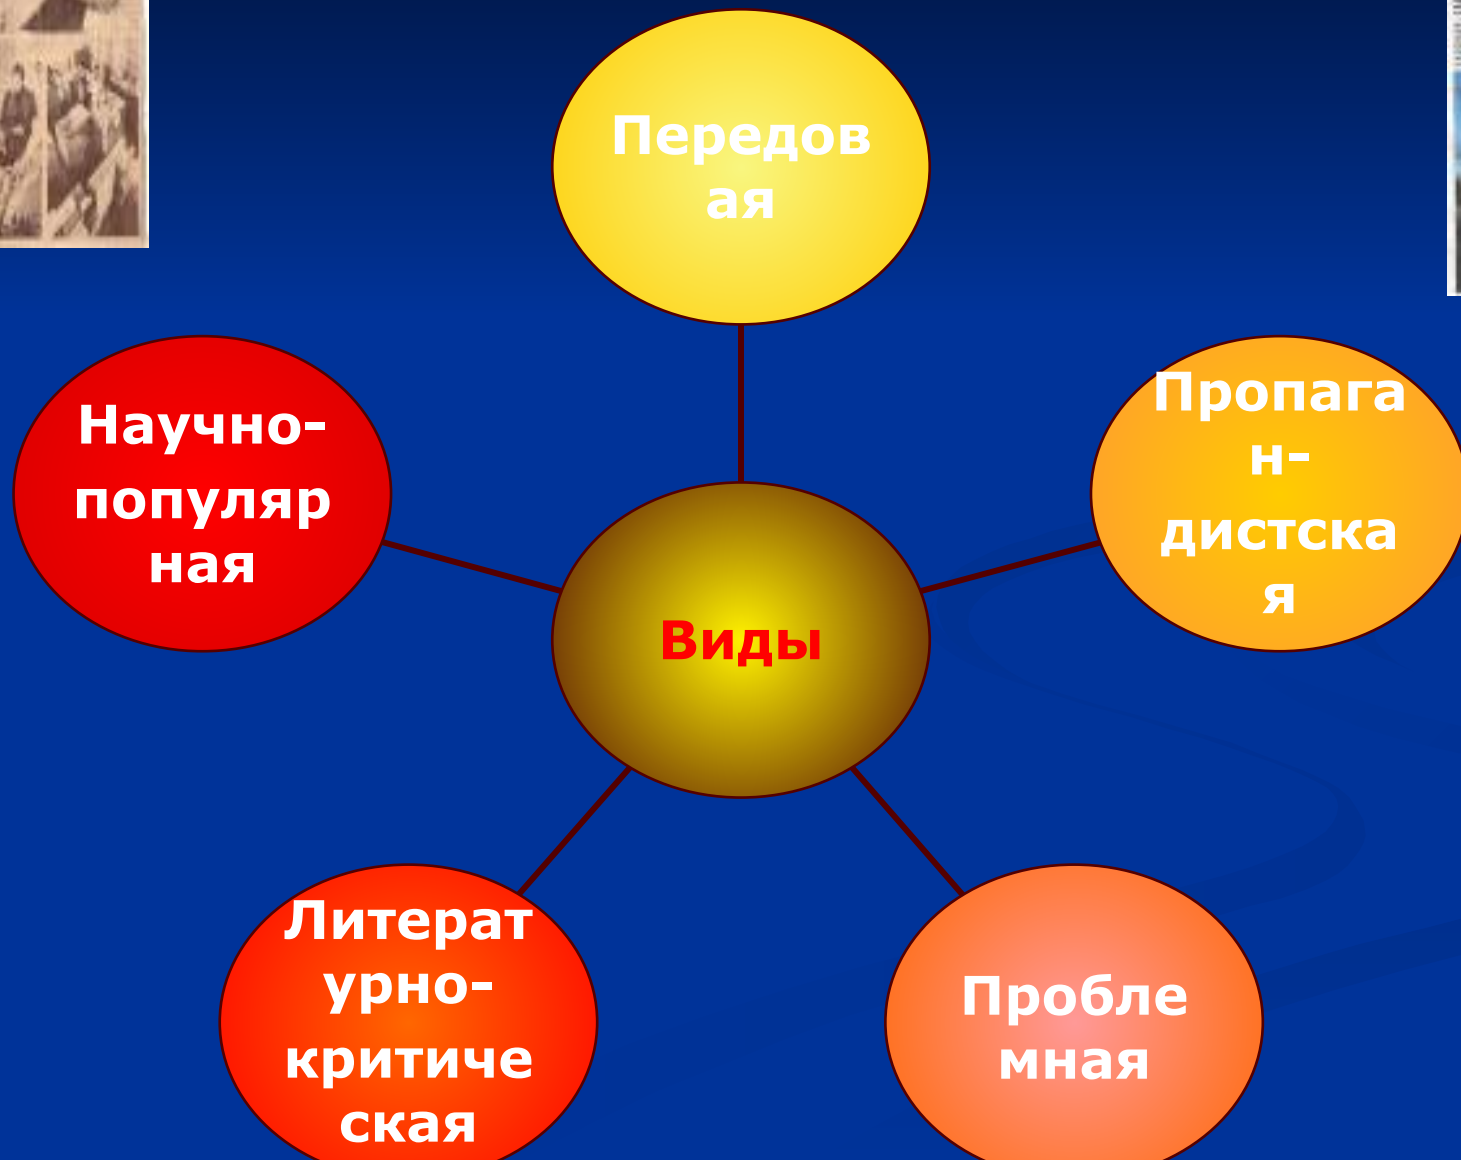 Передов
ая
Пропага
н-
дистска
я
Научно-
популяр
ная
Виды
Литерат
урно-
критиче
ская
Пробле
мная